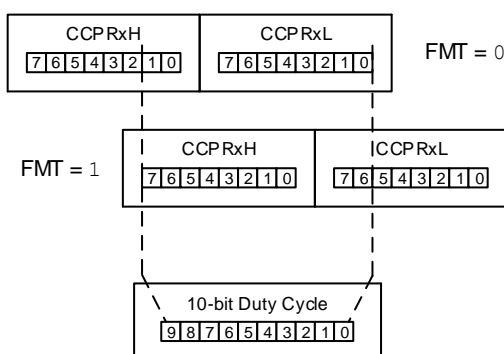 CCPRxH CCPRxL
7 6 5 4 3 2 1 0 7 6 5 4 3 2 1 0 FMT = 0
CCPRxH CCPRxL
FMT = 1 7 6 5 4 3 2 1 0 7 6 5 4 3 2 1 0
10-bit Duty Cycle
9 8 7 6 5 4 3 2 1 0